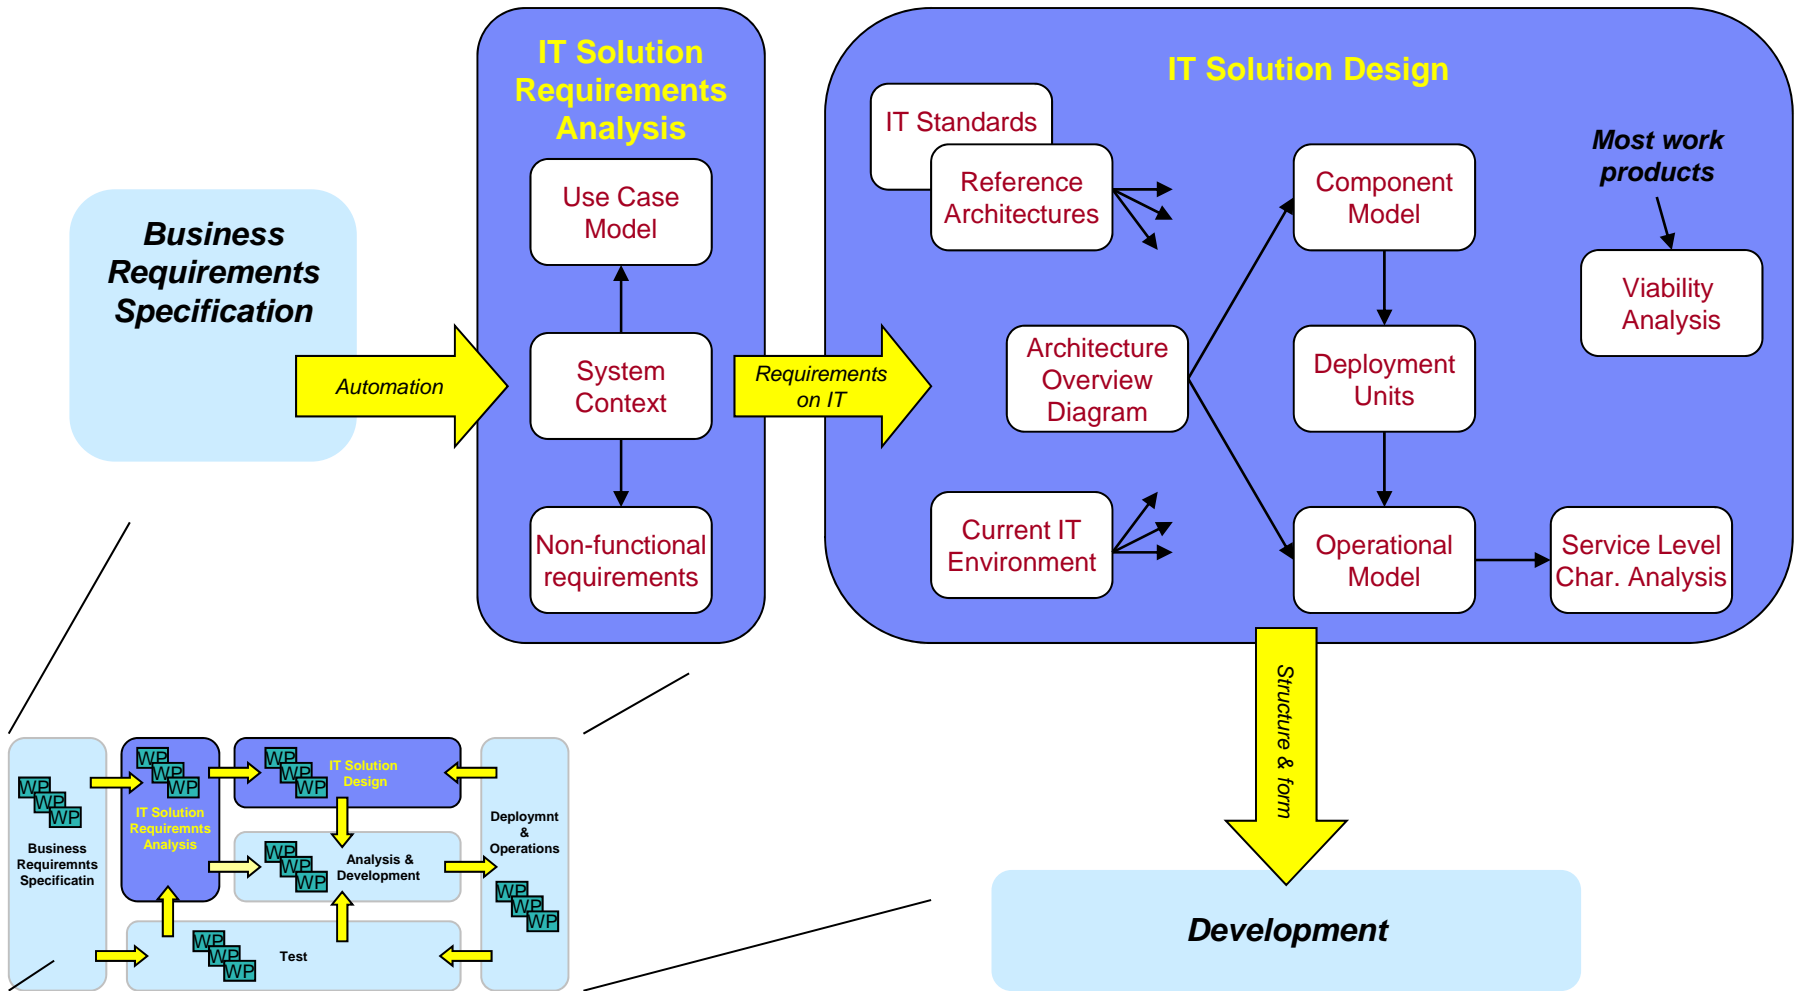 Business
Requirements
Specification
Automation
IT Solution
Requirements
Analysis
Use Case
Model
System
Context
Non-functional
requirements
Requirements
on IT
IT Solution Design
IT Standards
Reference
Architectures
Architecture
Overview
Diagram
Current IT
Environment
Component
Model
Deployment
Units
Operational
Model
Most work
products
Viability
Analysis
Service Level
Char. Analysis
Structure & form
Development
WP
WP
WP
Business
Requiremnts
Specificatin
WP
WP
WP
IT Solution
Requiremnts
Analysis
WP
WP
WP
IT Solution
Design
WP
WP
WP
Analysis &
Development
Deploymnt
&
Operations
WP
WP
WP
WP
WP
WP
Test